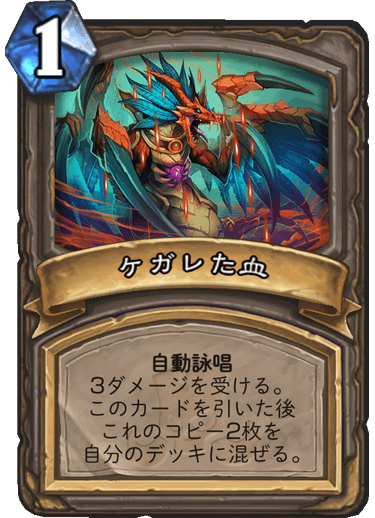 1
ケガレた血
自動詠唱
3ダメージを受ける。
このカードを引いた後
これのコピー2枚を
自分のデッキに混ぜる。